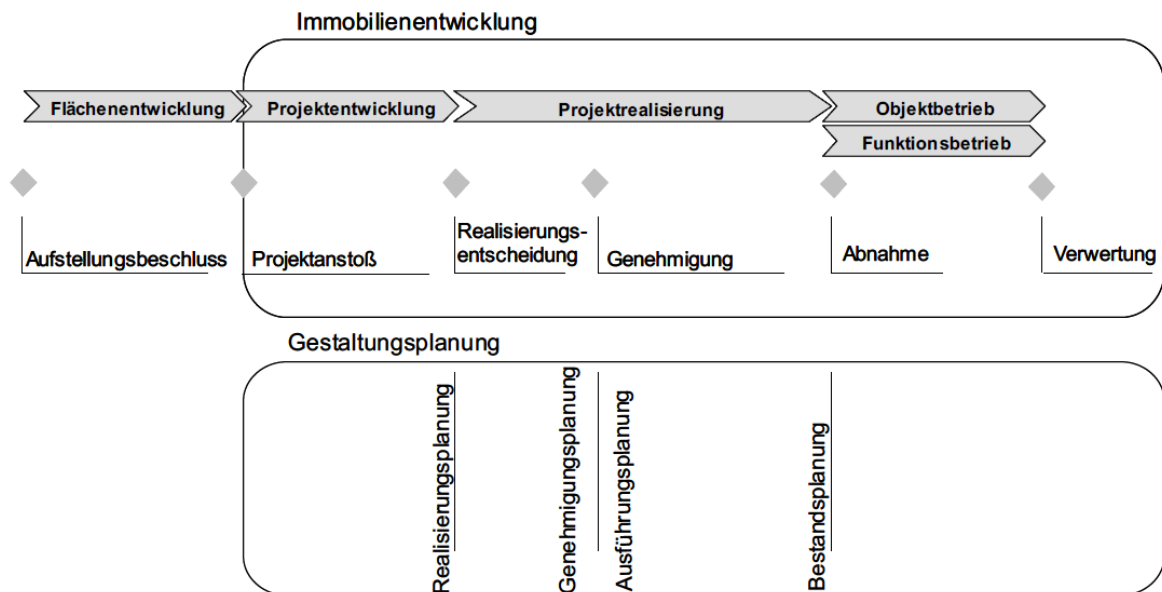 Immobilienentwicklung
Flächenentwicklung
Projektentwicklung
Projektrealisierung
Objektbetrieb
Funktionsbetrieb
Aufstellungsbeschluss
Projektanstoß
Realisierungs-
entscheidung
Genehmigung
Abnahme
Verwertung
Gestaltungsplanung
Realisierungsplanung
Genehmigungsplanung
Ausführungsplanung
Bestandsplanung